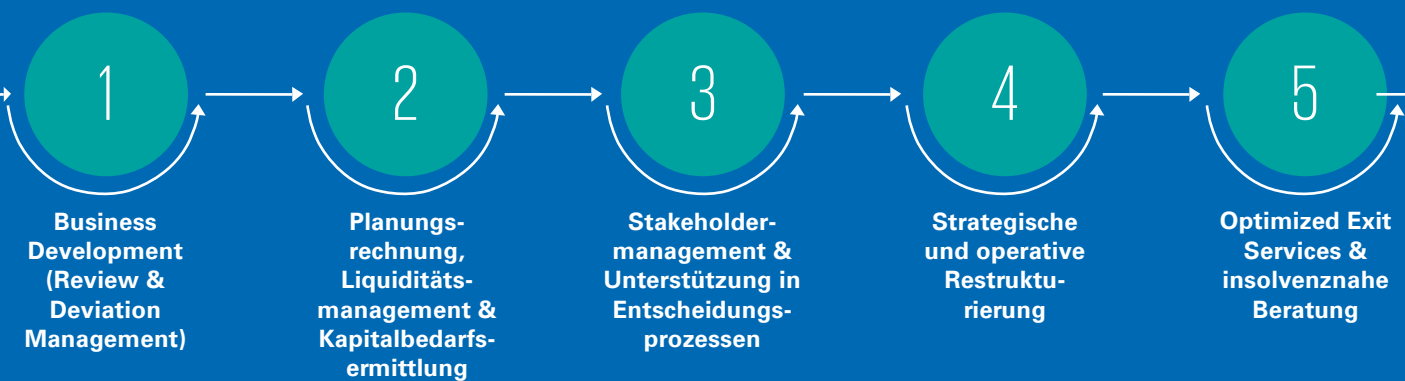 1
Business
Development
(Review &
Deviation
Management)
2
Planungs-
rechnung,
Liquiditäts-
management &
Kapitalbedarfs-
ermittlung
3
Stakeholder-
management &
Unterstützung in
Entscheidungs-
prozessen
4
Strategische
und operative
Restruktu-
rierung
5
Optimized Exit
Services &
insolvenznahe
Beratung